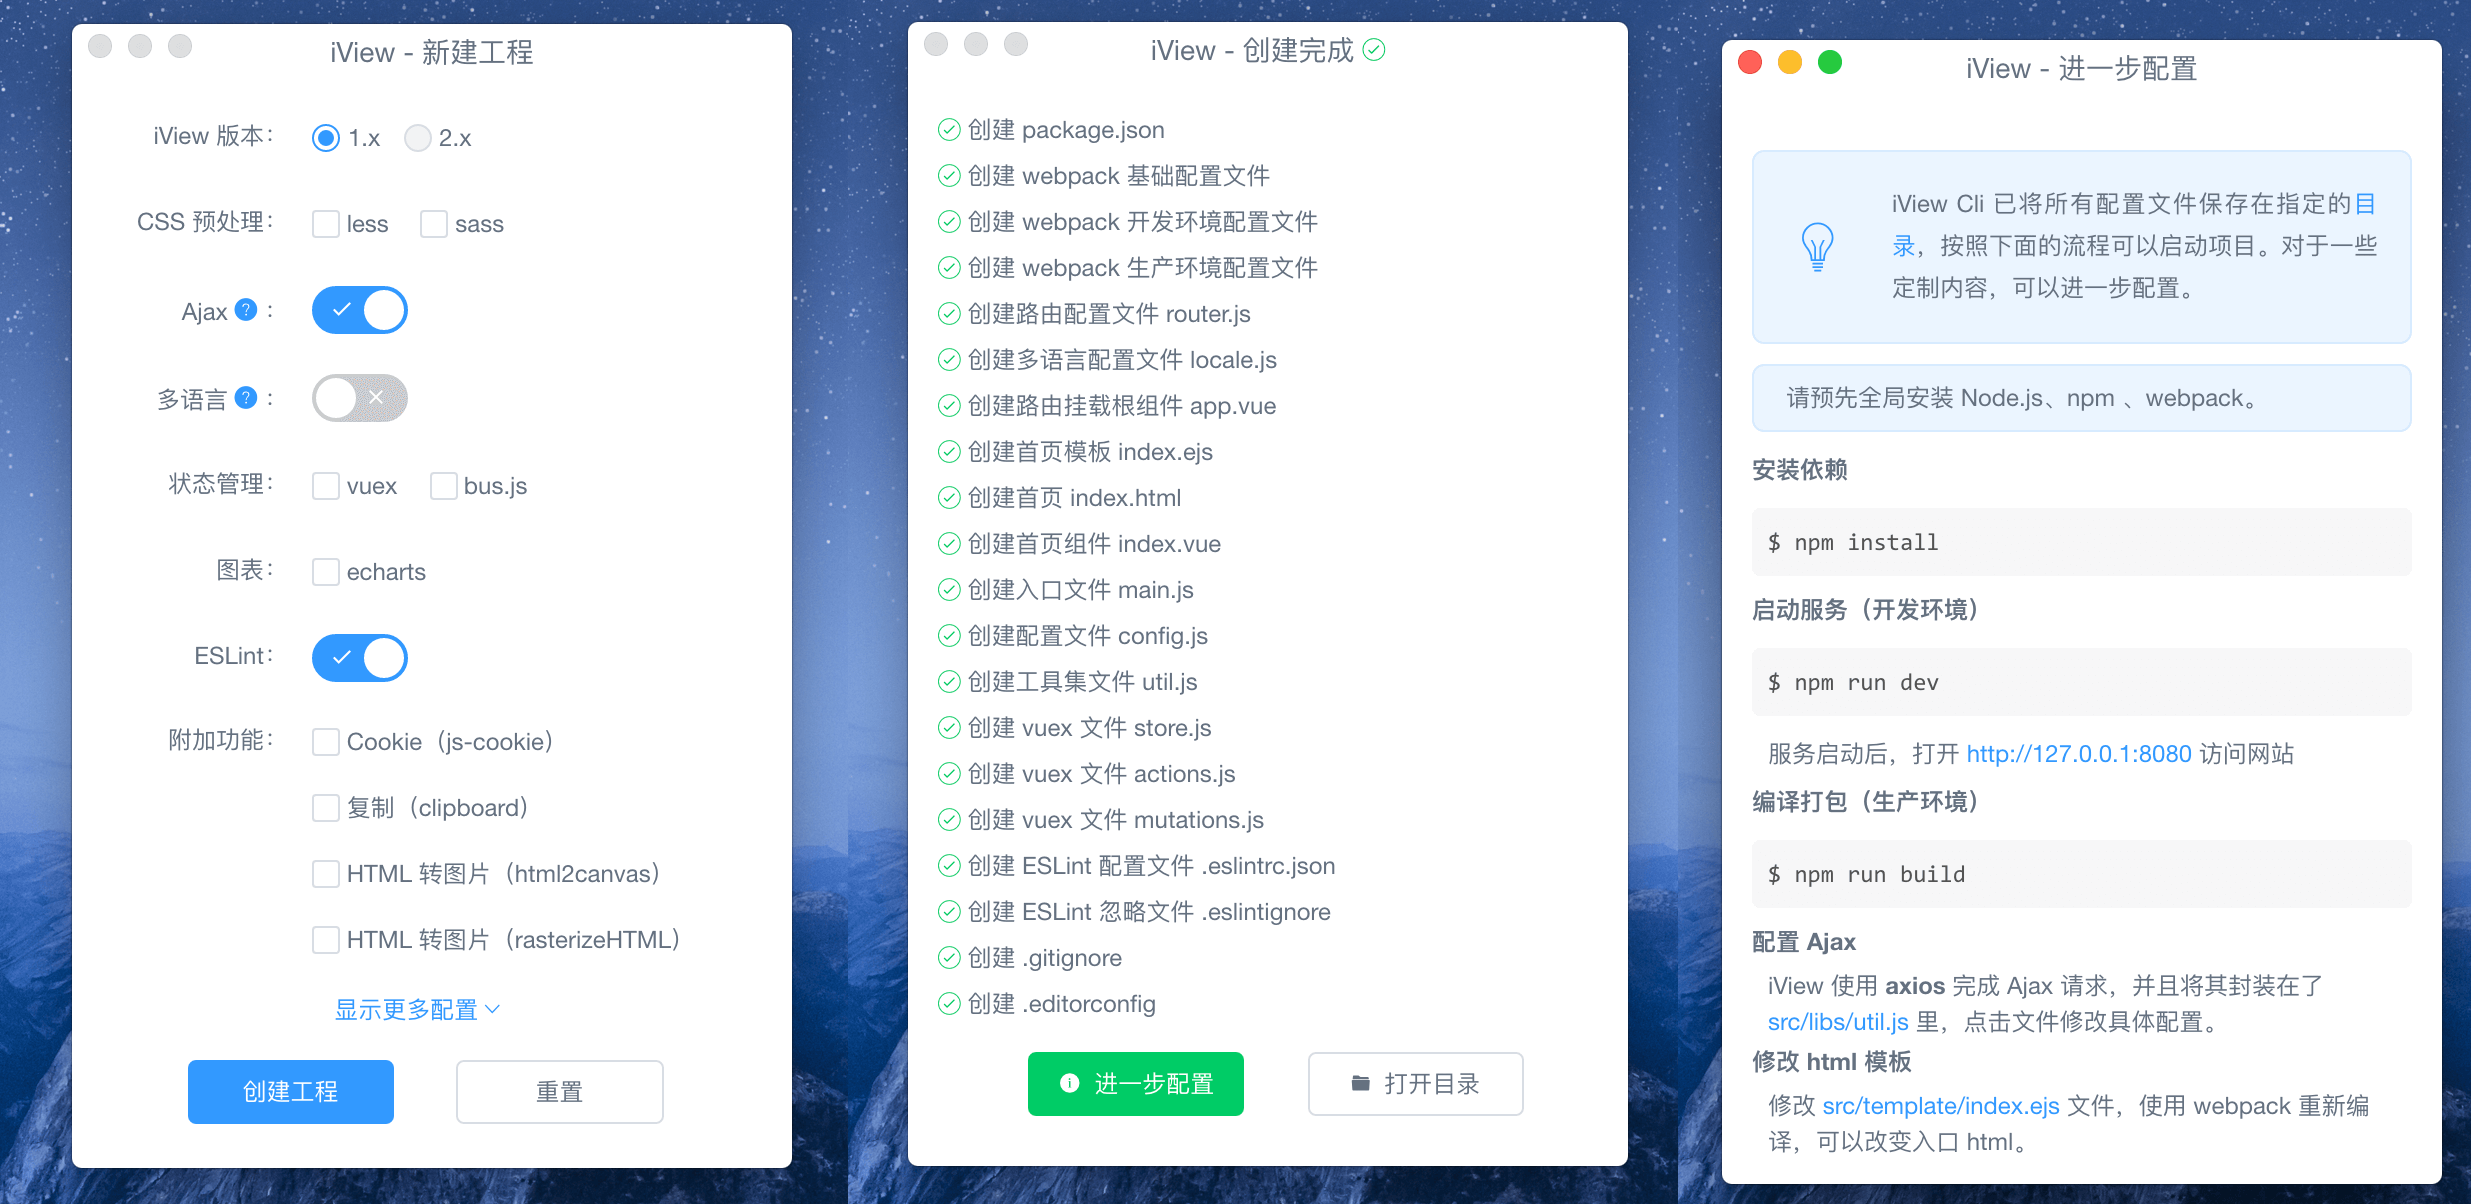 iView - 新建工程
iView 版本：
1.x
2.x
CSS 预处理：
less
sass
Ajax ? ：
多语言 ? ：
状态管理：
vuex
bus.js
图表：
echarts
ESLint：
附加功能：
Cookie（js-cookie）
复制（clipboard）
HTML 转图片（html2canvas）
HTML 转图片（rasterizeHTML）
显示更多配置
创建工程
重置
iView - 创建完成
创建 package.json
创建 webpack 基础配置文件
创建 webpack 开发环境配置文件
创建 webpack 生产环境配置文件
创建路由配置文件 router.js
创建多语言配置文件 locale.js
创建路由挂载根组件 app.vue
创建首页模板 index.ejs
创建首页 index.html
创建首页组件 index.vue
创建入口文件 main.js
创建配置文件 config.js
创建工具集文件 util.js
创建 vuex 文件 store.js
创建 vuex 文件 actions.js
创建 vuex 文件 mutations.js
创建 ESLint 配置文件 .eslintrc.json
创建 ESLint 忽略文件 .eslintignore
创建 .gitignore
创建 .editorconfig
进一步配置
打开目录
iView - 进一步配置
iView Cli 已将所有配置文件保存在指定的目
录，按照下面的流程可以启动项目。对于一些
定制内容，可以进一步配置。
请预先全局安装 Node.js、npm 、webpack。
安装依赖
$ npm install
启动服务（开发环境）
$ npm run dev
服务启动后，打开 http://127.0.0.1:8080 访问网站
编译打包（生产环境）
$ npm run build
配置 Ajax
iView 使用 axios 完成 Ajax 请求，并且将其封装在了
src/libs/util.js 里，点击文件修改具体配置。
修改 html 模板
修改 src/template/index.ejs 文件，使用 webpack 重新编
译，可以改变入口 html。